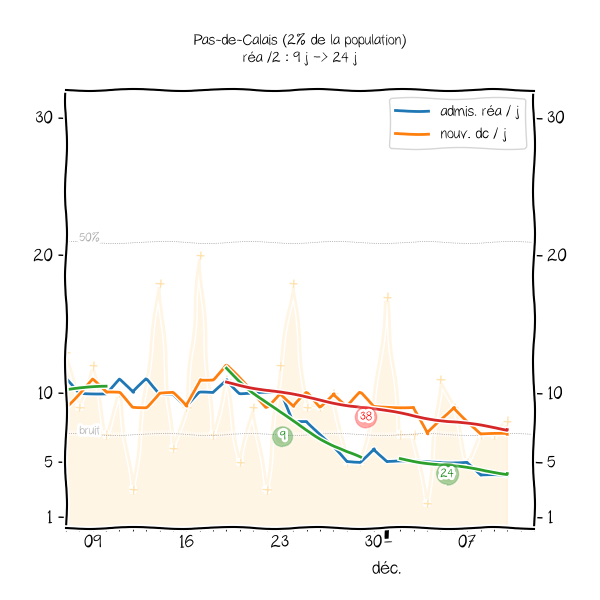 Pas-de-Calais (2% de la population)
réa /2 : 9 j -> 24 j
admis. réa / j
nouv. dc / j
30 30
50%
20 20
10 10
38
bruit
9
5 5
24
1 1
09 16 23 30 07
déc.